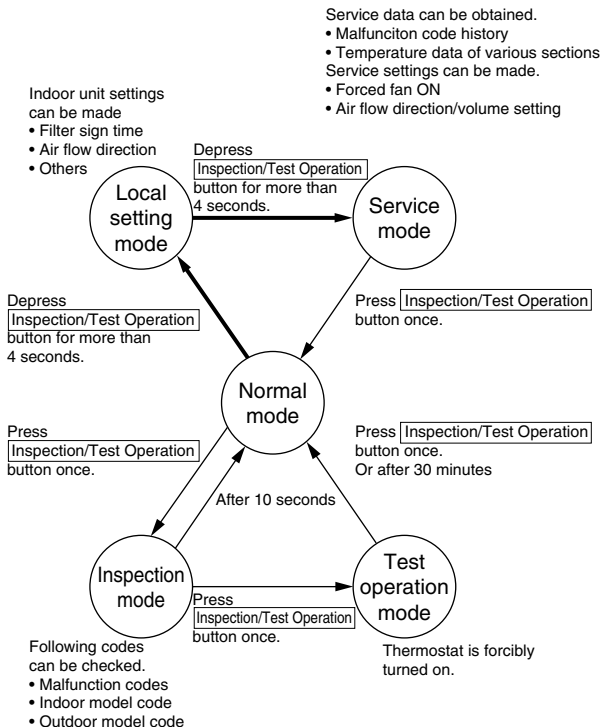 Service data can be obtained.
• Malfunciton code history
• Temperature data of various sections
Service settings can be made.
• Forced fan ON
• Air flow direction/volume setting
Indoor unit settings
can be made
• Filter sign time
• Air flow direction
• Others
Depress
Inspection/Test Operation
button for more than
4 seconds.
Local
setting
mode
Service
mode
Depress
Inspection/Test Operation
button for more than
4 seconds.
Press Inspection/Test Operation
button once.
Normal
mode
Press
Inspection/Test Operation
button once.
Press Inspection/Test Operation
button once.
Or after 30 minutes
After 10 seconds
Inspection
mode
Test
operation
mode
Press
Inspection/Test Operation
button once.
Following codes
can be checked.
• Malfunction codes
• Indoor model code
• Outdoor model code
Thermostat is forcibly
turned on.